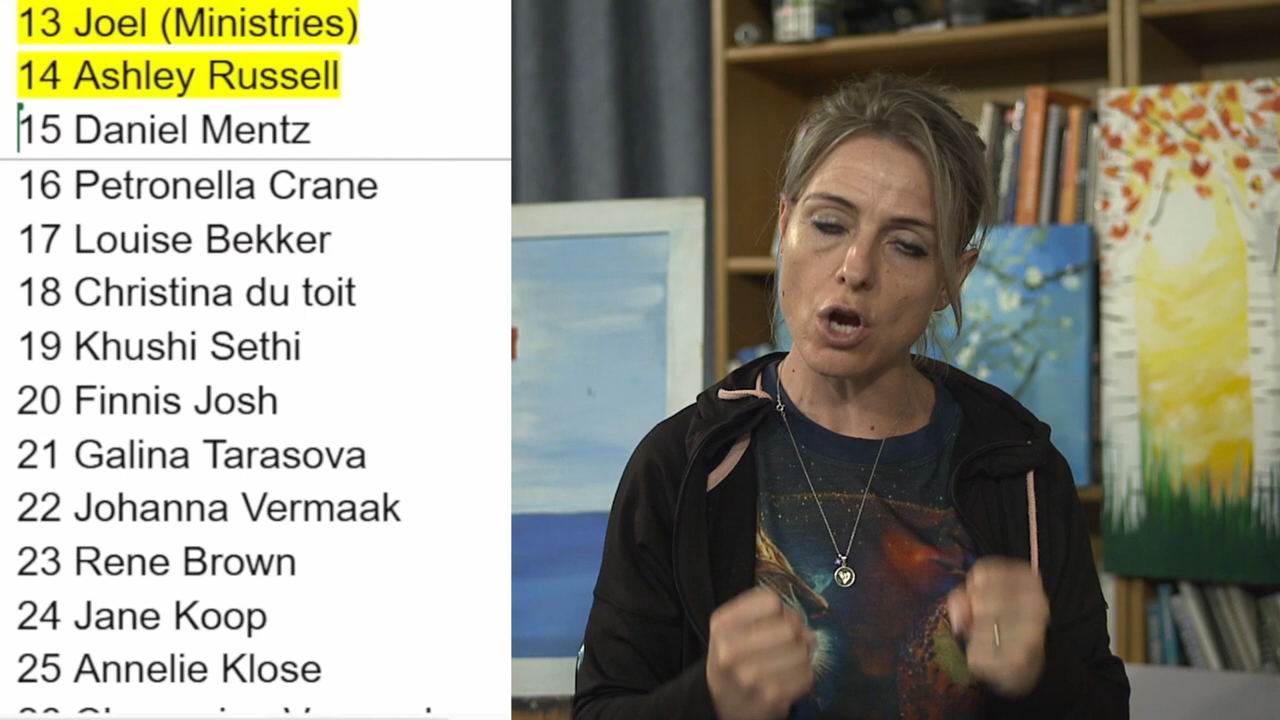 13 Joel (Ministries)
14 Ashley Russell
15 Daniel Mentz
16 Petronella Crane
17 Louise Bekker
18 Christina du toit
19 Khushi Sethi
20 Finnis Josh
21 Galina Tarasova
22 Johanna Vermaak
23 Rene Brown
24 Jane Koop
25 Annelie Klose